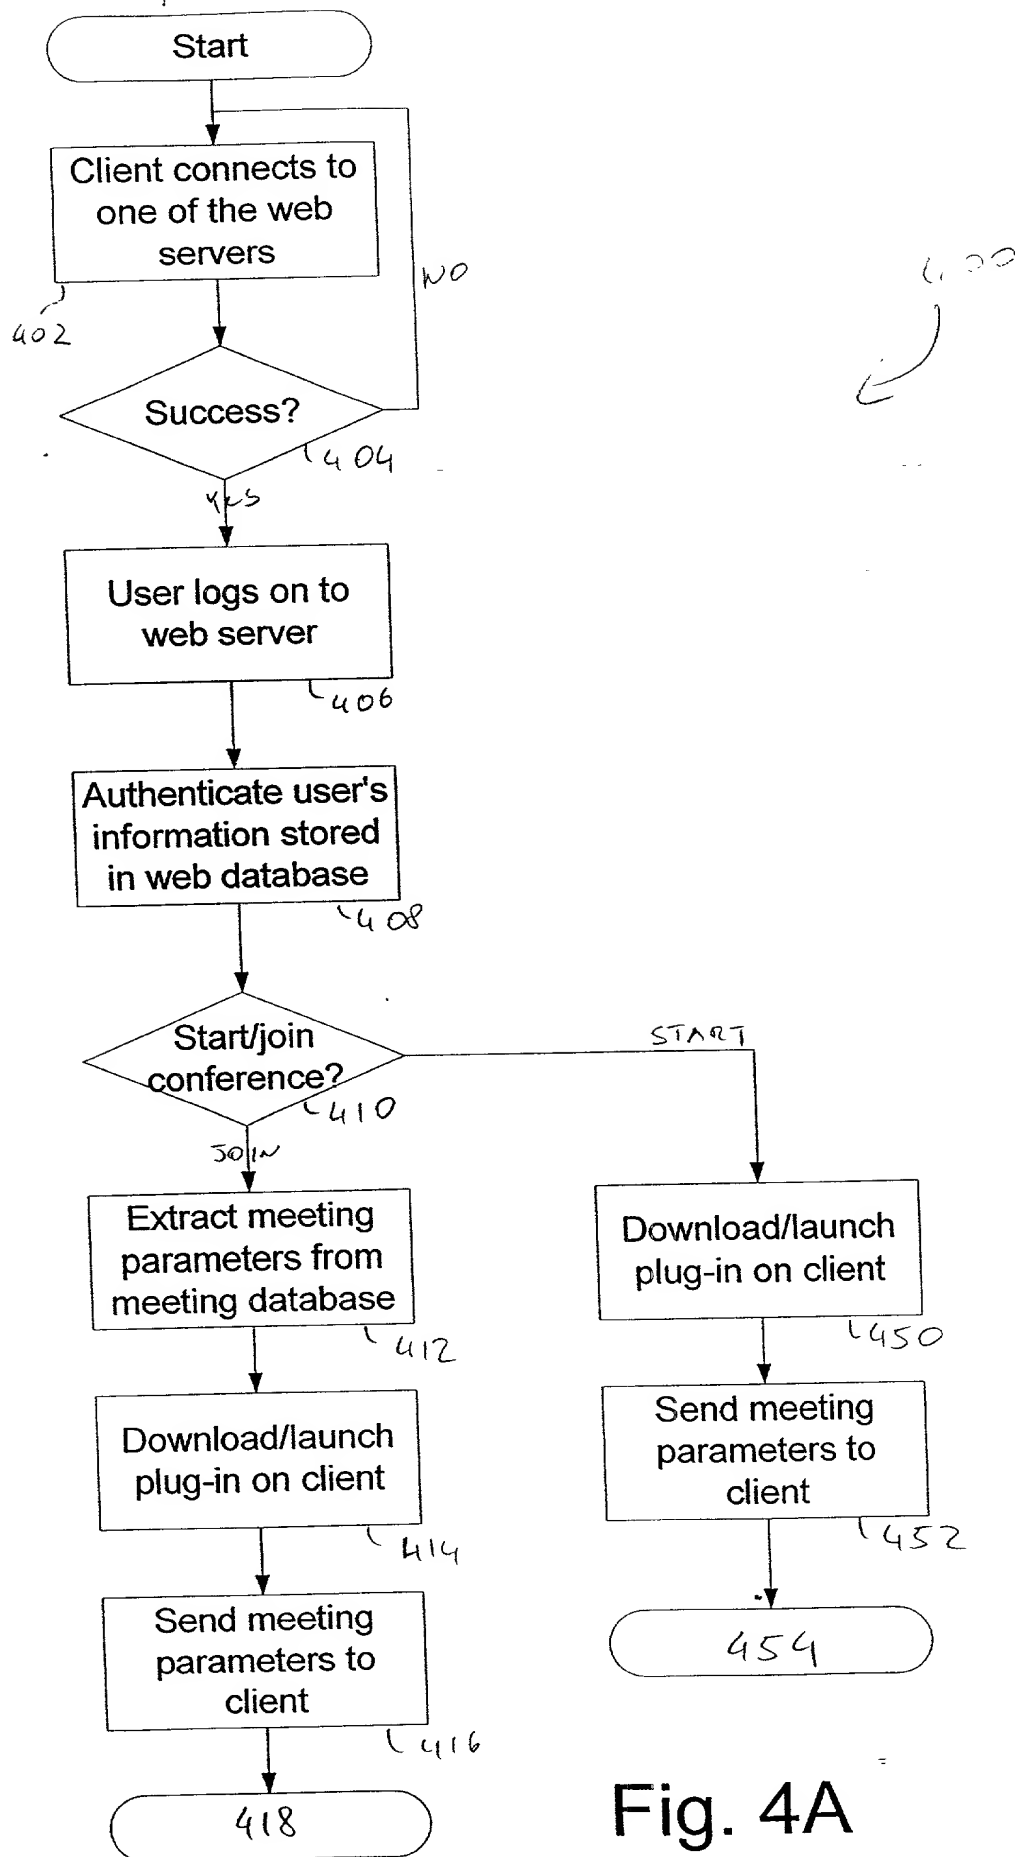 Start
Client connects to
one of the web
servers
NO
402
400
Success?
404
YES
User logs on to
web server
406
Authenticate user's
information stored
in web database
408
Start/join
conference?
410
START
JOIN
Extract meeting
parameters from
meeting database
412
Download/launch
plug-in on client
450
Download/launch
plug-in on client
414
Send meeting
parameters to
client
452
Send meeting
parameters to
client
416
454
418
Fig. 4A